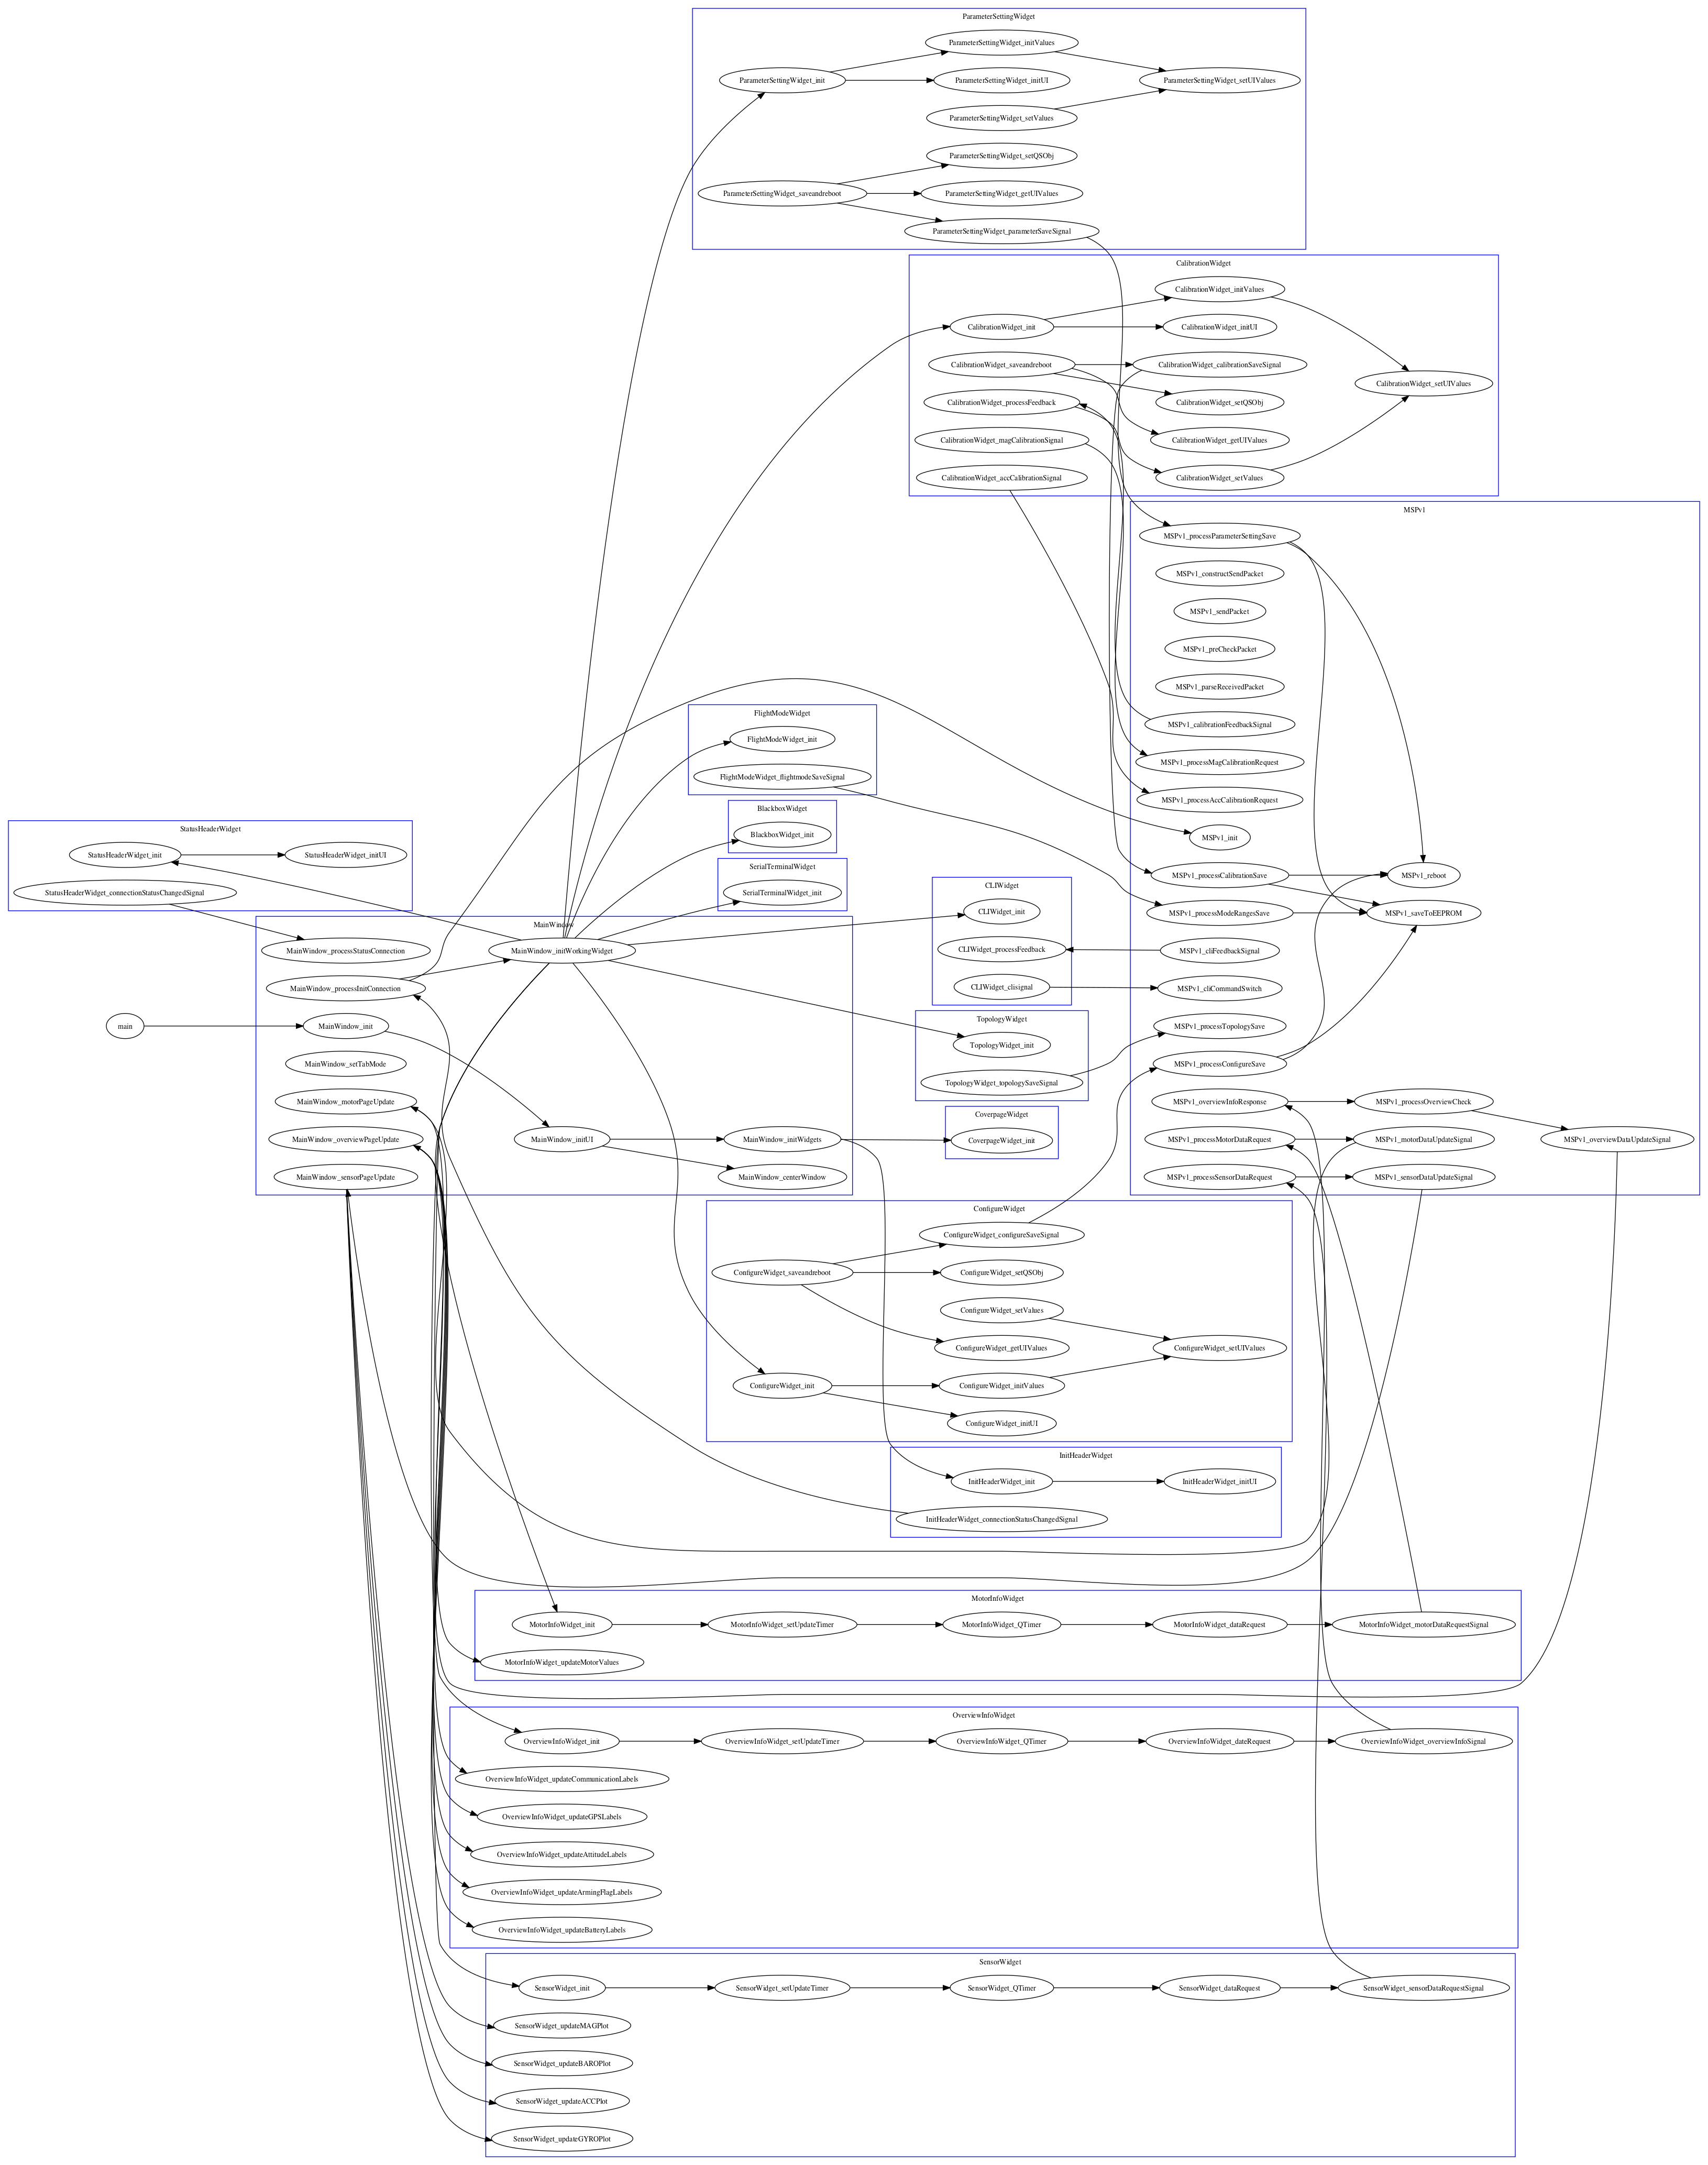 ParameterSettingWidget
ParameterSettingWidget_initValues
ParameterSettingWidget_init
ParameterSettingWidget_initUI
ParameterSettingWidget_setUIValues
ParameterSettingWidget_setValues
ParameterSettingWidget_setQSObj
ParameterSettingWidget_saveandreboot
ParameterSettingWidget_getUIValues
ParameterSettingWidget_parameterSaveSignal
CalibrationWidget
CalibrationWidget_initValues
CalibrationWidget_init
CalibrationWidget_initUI
CalibrationWidget_saveandreboot
CalibrationWidget_calibrationSaveSignal
CalibrationWidget_setUIValues
CalibrationWidget_processFeedback
CalibrationWidget_setQSObj
CalibrationWidget_magCalibrationSignal
CalibrationWidget_getUIValues
CalibrationWidget_accCalibrationSignal
CalibrationWidget_setValues
MSPv1
MSPv1_processParameterSettingSave
MSPv1_constructSendPacket
MSPv1_sendPacket
MSPv1_preCheckPacket
MSPv1_parseReceivedPacket
MSPv1_calibrationFeedbackSignal
MSPv1_processMagCalibrationRequest
MSPv1_processAccCalibrationRequest
MSPv1_init
MSPv1_processCalibrationSave
MSPv1_reboot
MSPv1_processModeRangesSave
MSPv1_saveToEEPROM
MSPv1_cliFeedbackSignal
MSPv1_cliCommandSwitch
MSPv1_processTopologySave
MSPv1_processConfigureSave
MSPv1_overviewInfoResponse
MSPv1_processOverviewCheck
MSPv1_processMotorDataRequest
MSPv1_motorDataUpdateSignal
MSPv1_overviewDataUpdateSignal
MSPv1_processSensorDataRequest
MSPv1_sensorDataUpdateSignal
FlightModeWidget
FlightModeWidget_init
FlightModeWidget_flightmodeSaveSignal
BlackboxWidget
BlackboxWidget_init
SerialTerminalWidget
SerialTerminalWidget_init
CLIWidget
CLIWidget_init
CLIWidget_processFeedback
CLIWidget_clisignal
TopologyWidget
TopologyWidget_init
TopologyWidget_topologySaveSignal
CoverpageWidget
CoverpageWidget_init
StatusHeaderWidget
StatusHeaderWidget_init
StatusHeaderWidget_initUI
StatusHeaderWidget_connectionStatusChangedSignal
MainWindow
MainWindow_processStatusConnection
MainWindow_initWorkingWidget
MainWindow_processInitConnection
main
MainWindow_init
MainWindow_setTabMode
MainWindow_motorPageUpdate
MainWindow_overviewPageUpdate
MainWindow_initUI
MainWindow_initWidgets
MainWindow_sensorPageUpdate
MainWindow_centerWindow
ConfigureWidget
ConfigureWidget_configureSaveSignal
ConfigureWidget_saveandreboot
ConfigureWidget_setQSObj
ConfigureWidget_setValues
ConfigureWidget_getUIValues
ConfigureWidget_setUIValues
ConfigureWidget_init
ConfigureWidget_initValues
ConfigureWidget_initUI
InitHeaderWidget
InitHeaderWidget_init
InitHeaderWidget_initUI
InitHeaderWidget_connectionStatusChangedSignal
MotorInfoWidget
MotorInfoWidget_init
MotorInfoWidget_setUpdateTimer
MotorInfoWidget_QTimer
MotorInfoWidget_dataRequest
MotorInfoWidget_motorDataRequestSignal
MotorInfoWidget_updateMotorValues
OverviewInfoWidget
OverviewInfoWidget_init
OverviewInfoWidget_setUpdateTimer
OverviewInfoWidget_QTimer
OverviewInfoWidget_dateRequest
OverviewInfoWidget_overviewInfoSignal
OverviewInfoWidget_updateCommunicationLabels
OverviewInfoWidget_updateGPSLabels
OverviewInfoWidget_updateAttitudeLabels
OverviewInfoWidget_updateArmingFlagLabels
OverviewInfoWidget_updateBatteryLabels
SensorWidget
SensorWidget_init
SensorWidget_setUpdateTimer
SensorWidget_QTimer
SensorWidget_dataRequest
SensorWidget_sensorDataRequestSignal
SensorWidget_updateMAGPlot
SensorWidget_updateBAROPlot
SensorWidget_updateACCPlot
SensorWidget_updateGYROPlot